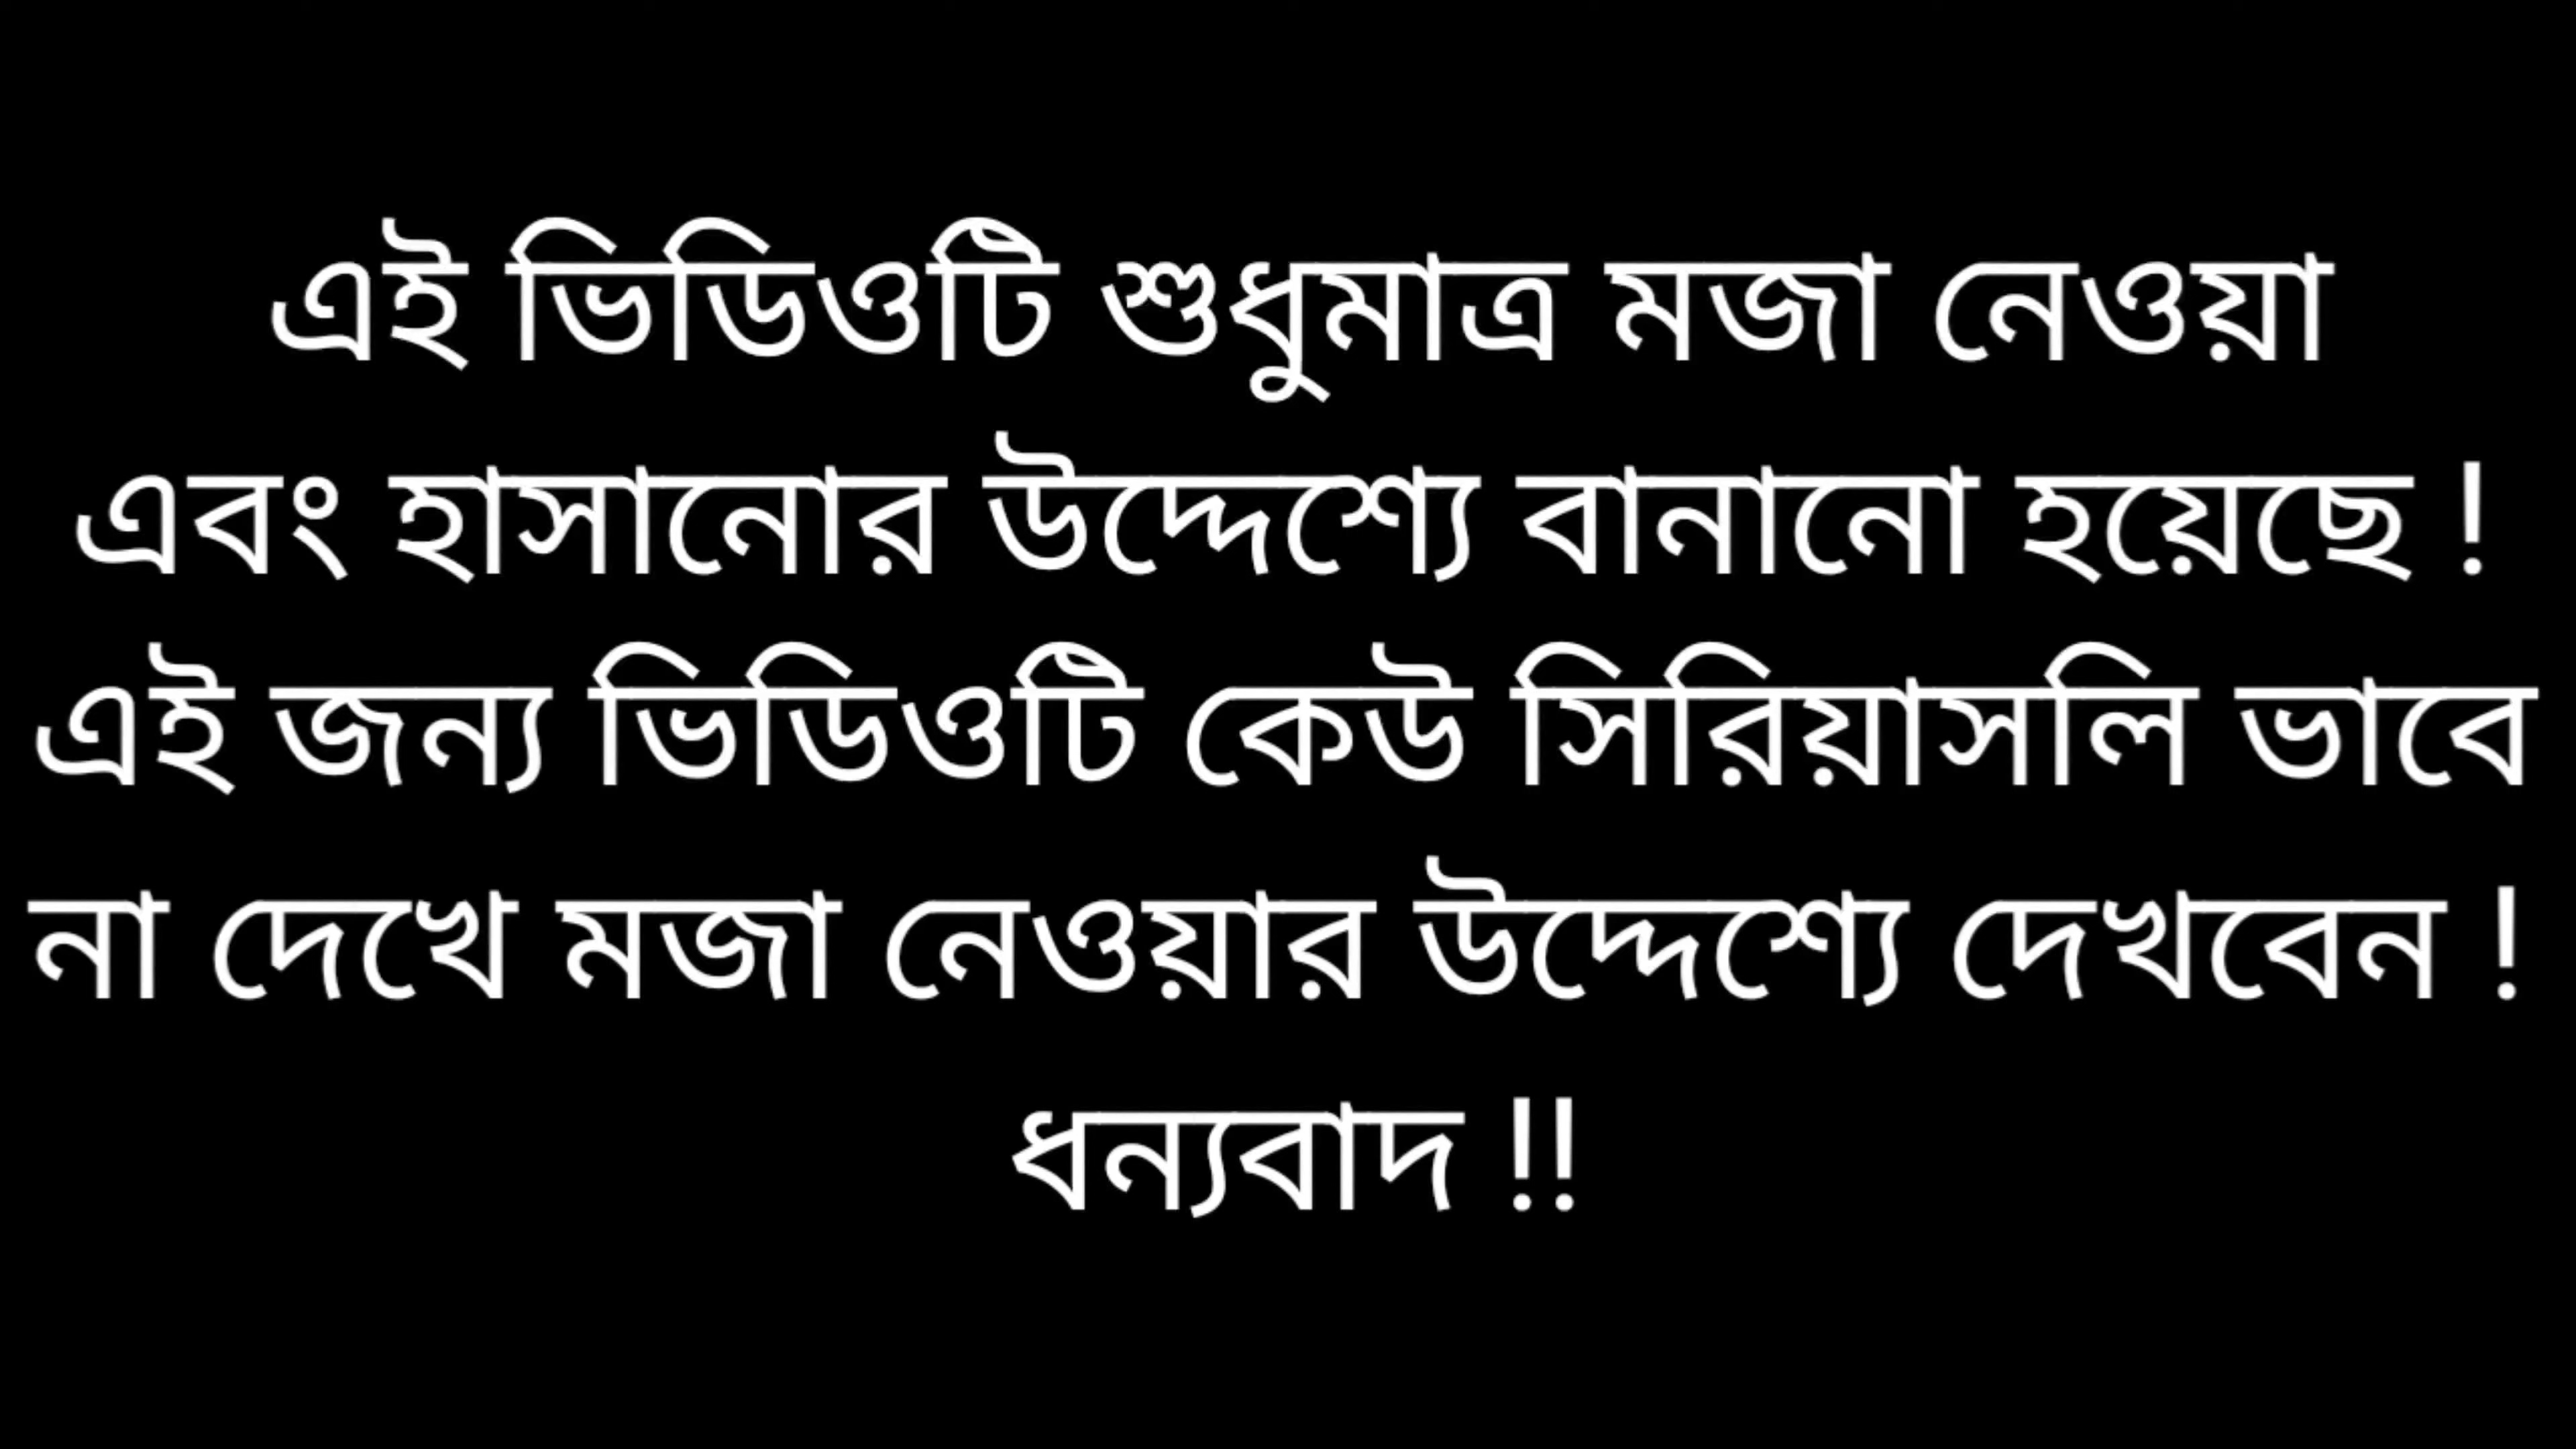 এই ভিডিওটি শুধুমাত্র মজা নেওয়া
এবং হাসানোর উদ্দেশ্যে বানানো হয়েছে !
এই জন্য ভিডিওটি কেউ সিরিয়াসলি ভাবে
না দেখে মজা নেওয়ার উদ্দেশ্যে দেখবেন !
ধন্যবাদ !!